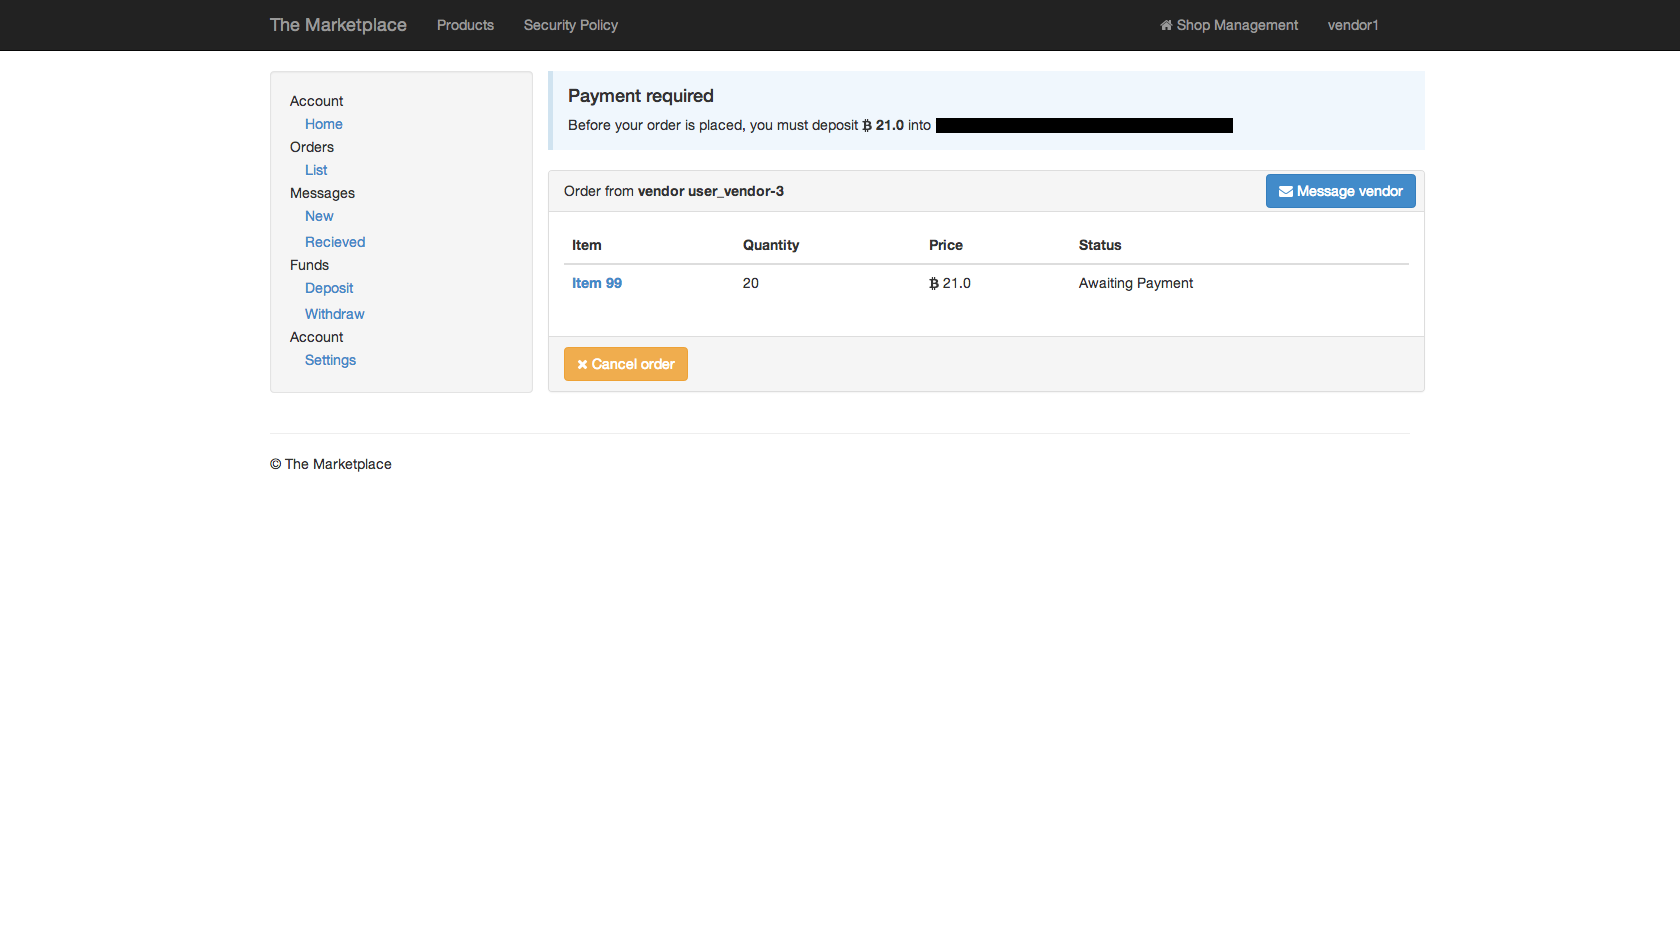 The Marketplace Products Security Policy Shop Management vendor1
Account
Home
Orders
List
Messages
New
Recieved
Funds
Deposit
Withdraw
Account
Settings
Payment required
Before your order is placed, you must deposit ฿ 21.0 into
Order from vendor user_vendor-3 Message vendor
Item Quantity Price Status
Item 99 20 ฿ 21.0 Awaiting Payment
Cancel order
© The Marketplace